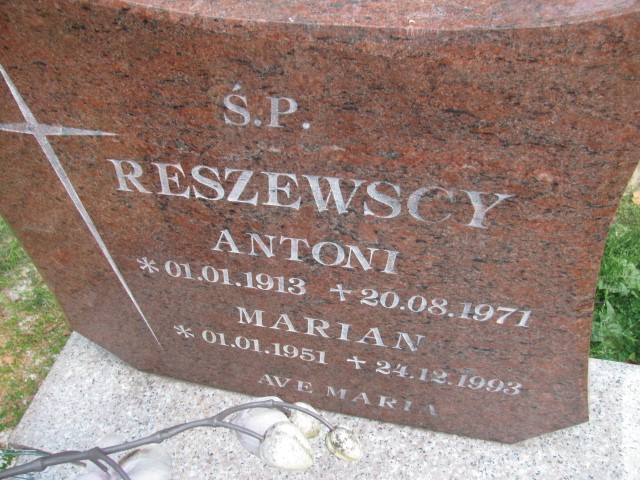 Ś.P.
RESZEWSCY
ANTONI
* 01.01.1913 + 20.08.1971
MARIAN
* 01.01.1951 + 24.12.1993
AVE MARIA